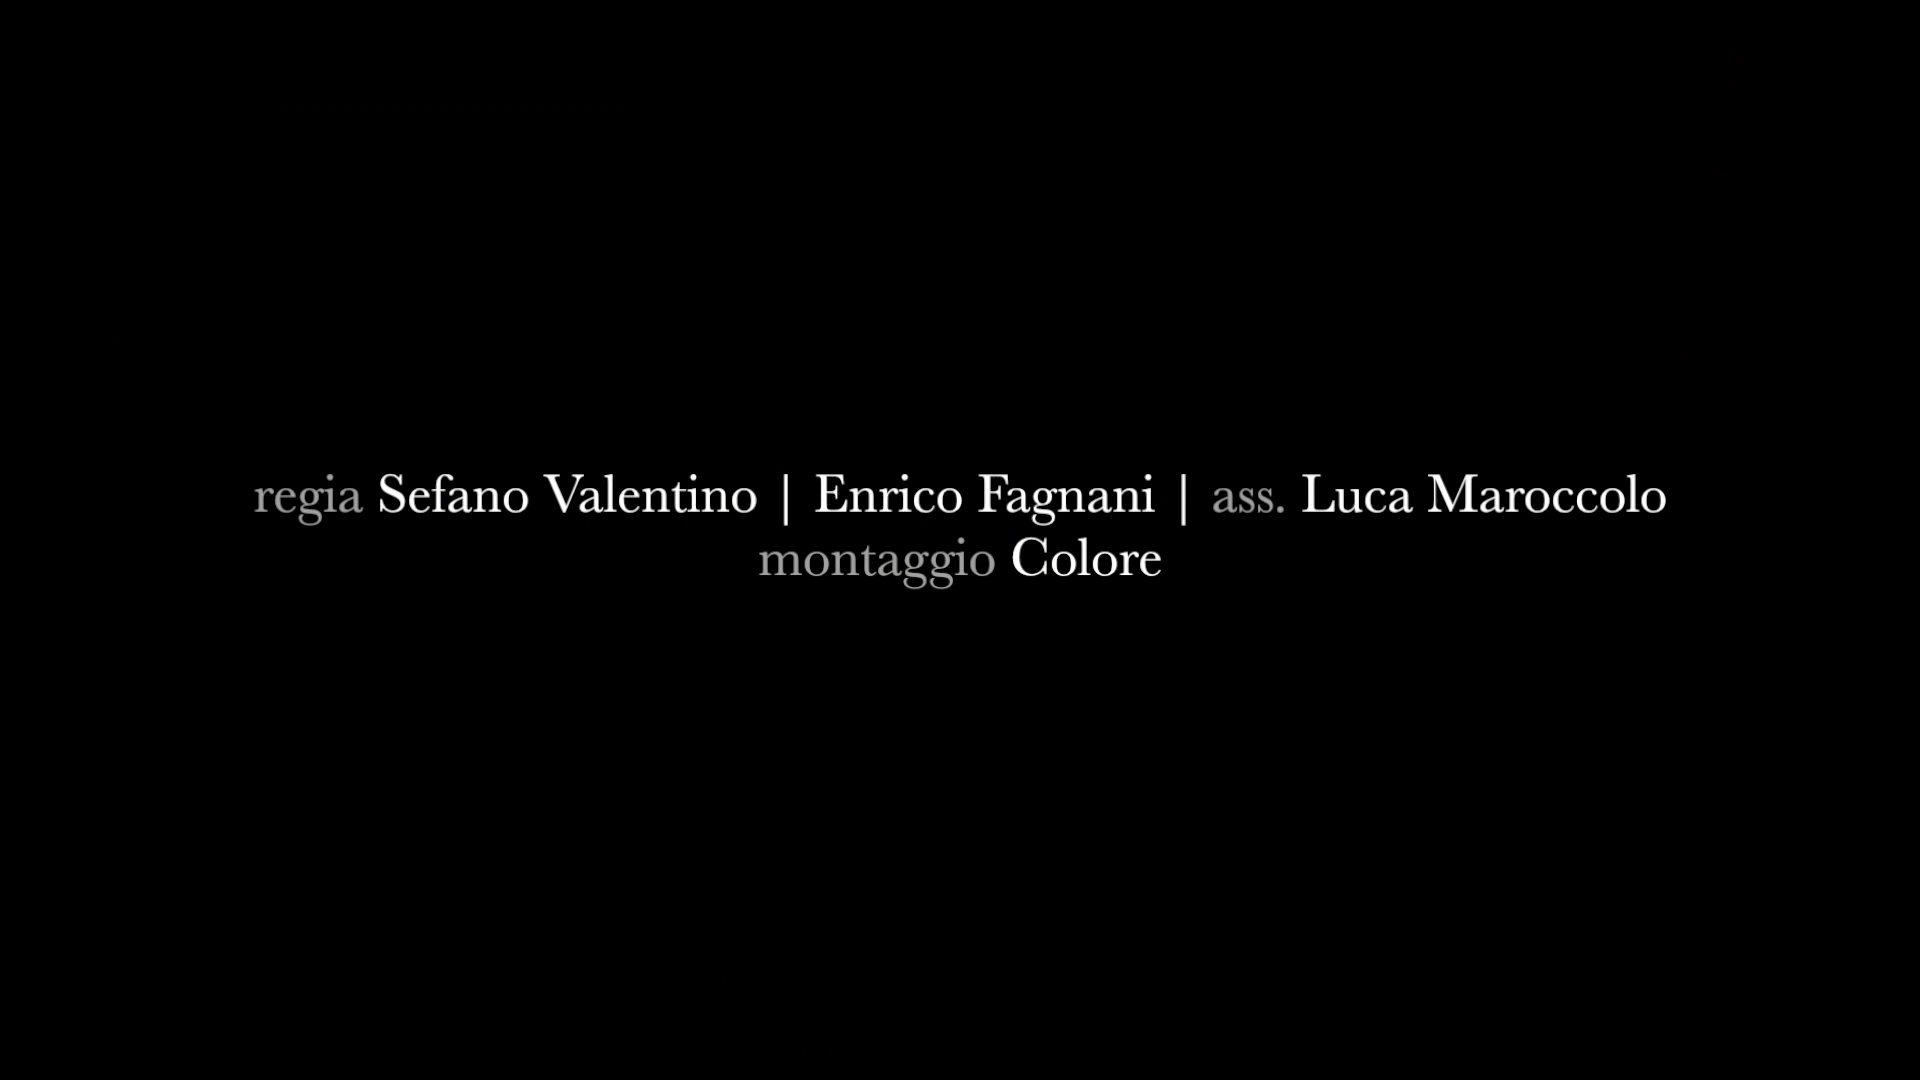 regia Sefano Valentino | Enrico Fagnani | ass. Luca Maroccolo
montaggio Colore